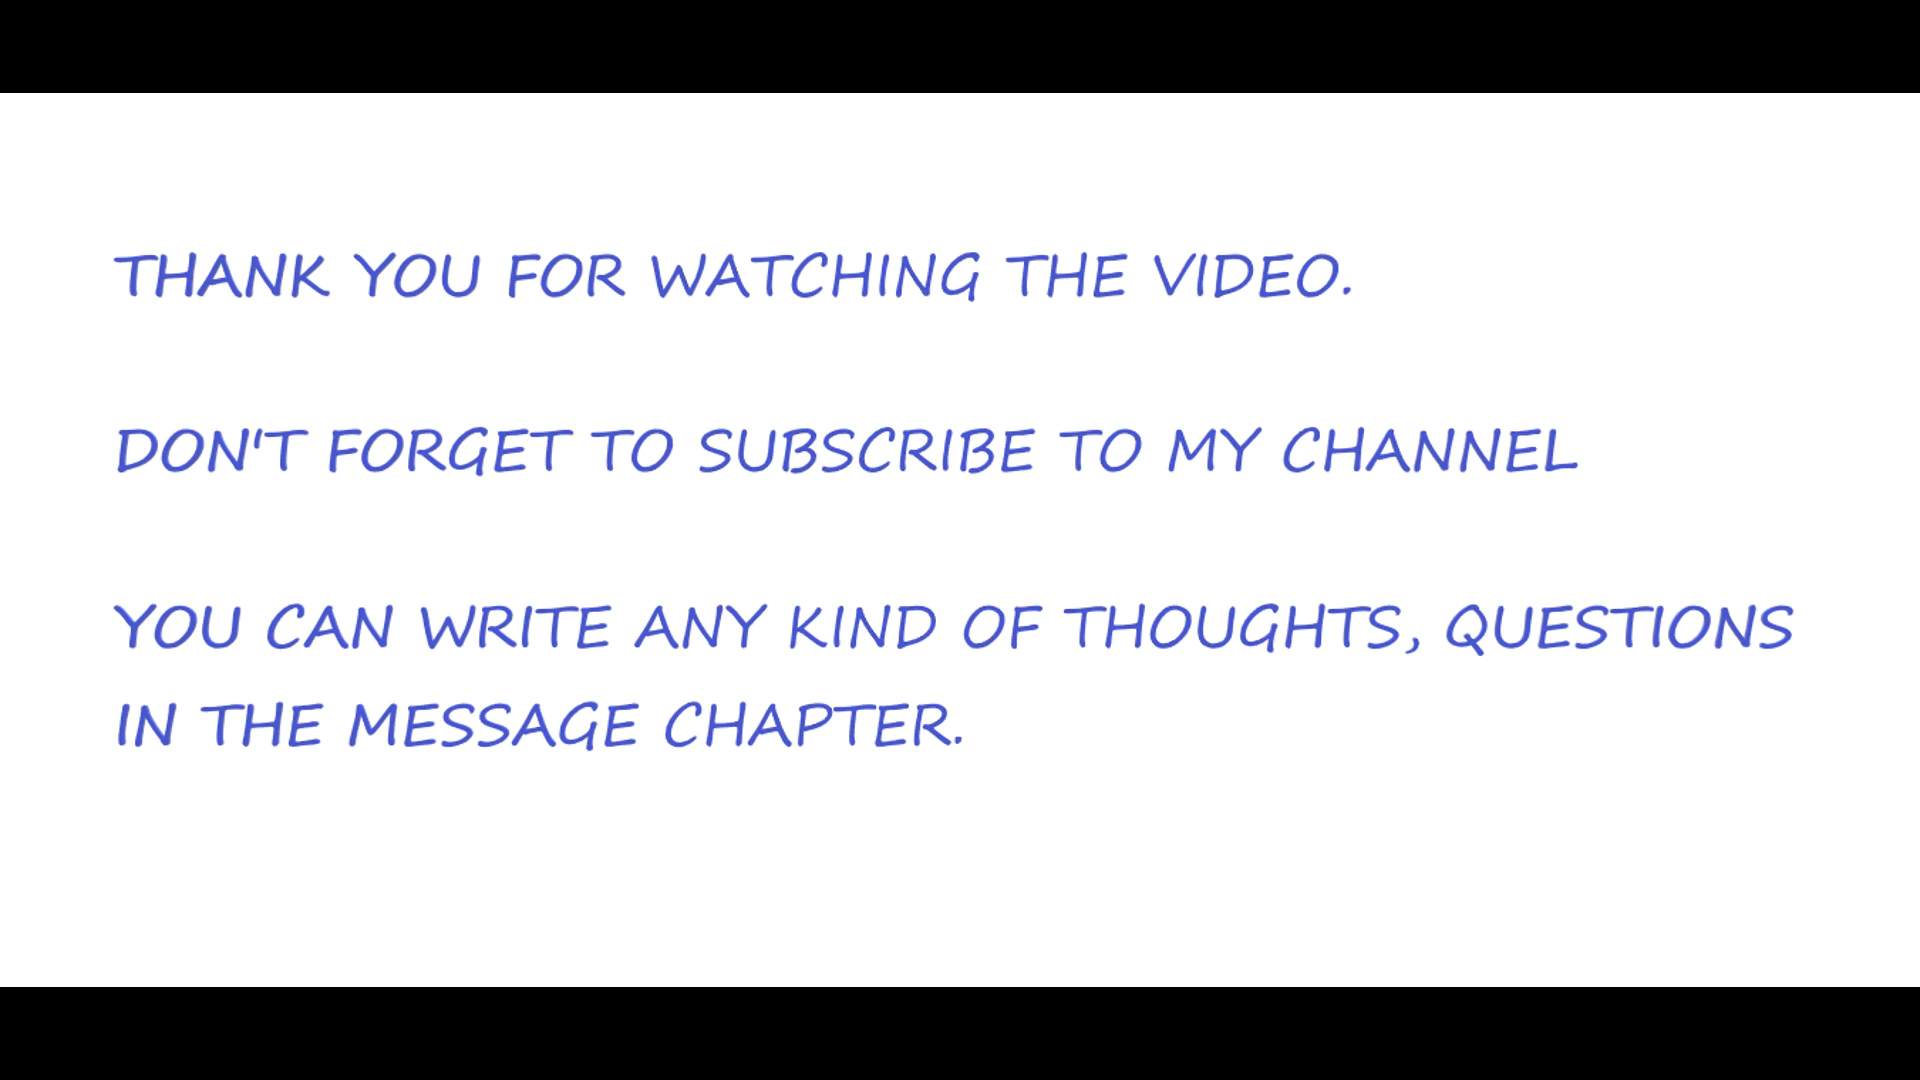 THANK YOU FOR WATCHING THE VIDEO.
DON'T FORGET TO SUBSCRIBE TO MY CHANNEL
YOU CAN WRITE ANY KIND OF THOUGHTS, QUESTIONS
IN THE MESSAGE CHAPTER.